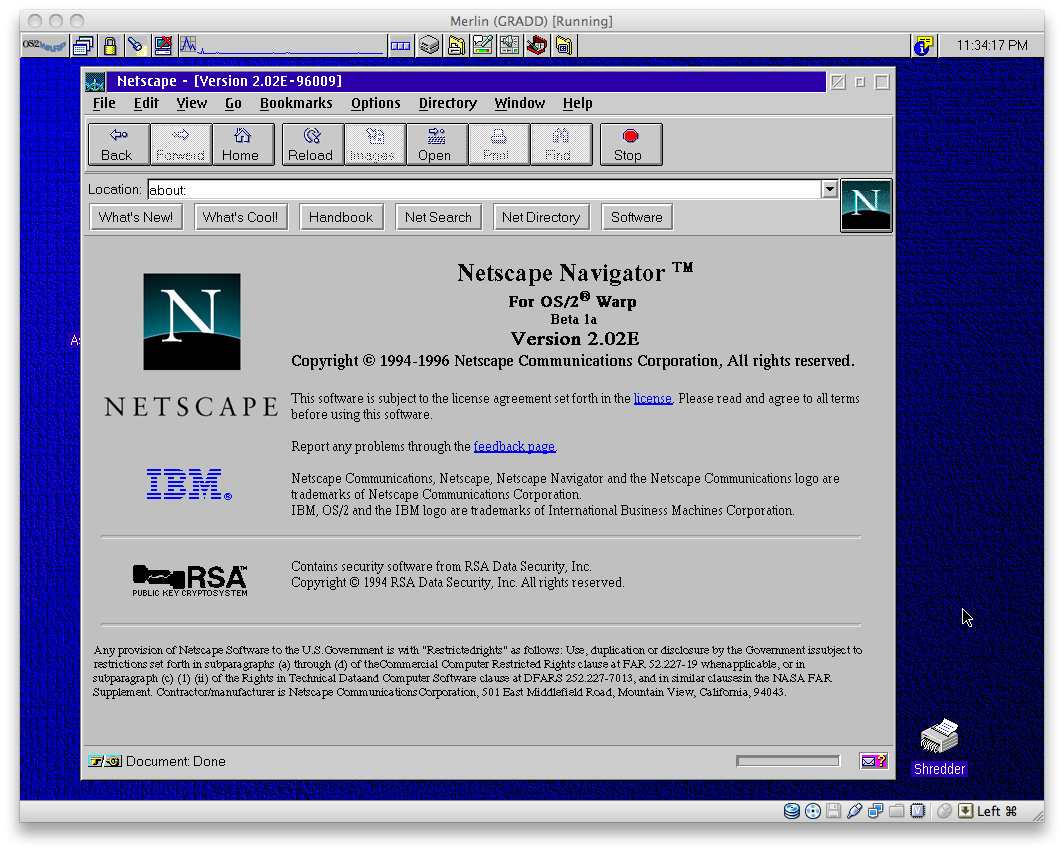 Merlin (GRADD) [Running]
OS2 WARP
11:34:17 PM
Netscape - [Version 2.02E-96009]
File Edit View Go Bookmarks Options Directory Window Help
Back Forward Home Reload Images Open Print Find Stop
Location: about:
N
What's New! What's Cool! Handbook Net Search Net Directory Software
N
NETSCAPE
Netscape Navigator ™
For OS/2® Warp
Beta 1a
Version 2.02E
Copyright © 1994-1996 Netscape Communications Corporation, All rights reserved.
This software is subject to the license agreement set forth in the license. Please read and agree to all terms
before using this software.
Report any problems through the feedback page.
IBM®
Netscape Communications, Netscape, Netscape Navigator and the Netscape Communications logo are
trademarks of Netscape Communications Corporation.
IBM, OS/2 and the IBM logo are trademarks of International Business Machines Corporation.
RSA™
PUBLIC KEY CRYPTOSYSTEM
Contains security software from RSA Data Security, Inc.
Copyright © 1994 RSA Data Security, Inc. All rights reserved.
Any provision of Netscape Software to the U.S.Government is with "Restrictedrights" as follows: Use, duplication or disclosure by the Government issubject to
restrictions set forth in subparagraphs (a) through (d) of theCommercial Computer Restricted Rights clause at FAR 52.227-19 whenapplicable, or in
subparagraph (c) (1) (ii) of the Rights in Technical Dataand Computer Software clause at DFARS 252.227-7013, and in similar clausesin the NASA FAR
Supplement. Contractor/manufacturer is Netscape CommunicationsCorporation, 501 East Middlefield Road, Mountain View, California, 94043.
Document: Done
Shredder
Left ⌘